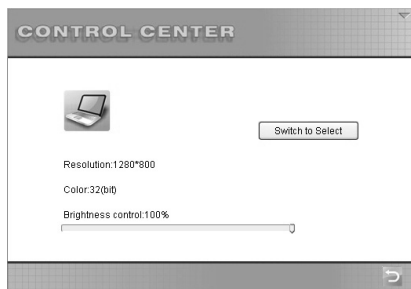 CONTROL CENTER
Switch to Select
Resolution:1280*800
Color:32(bit)
Brightness control:100%